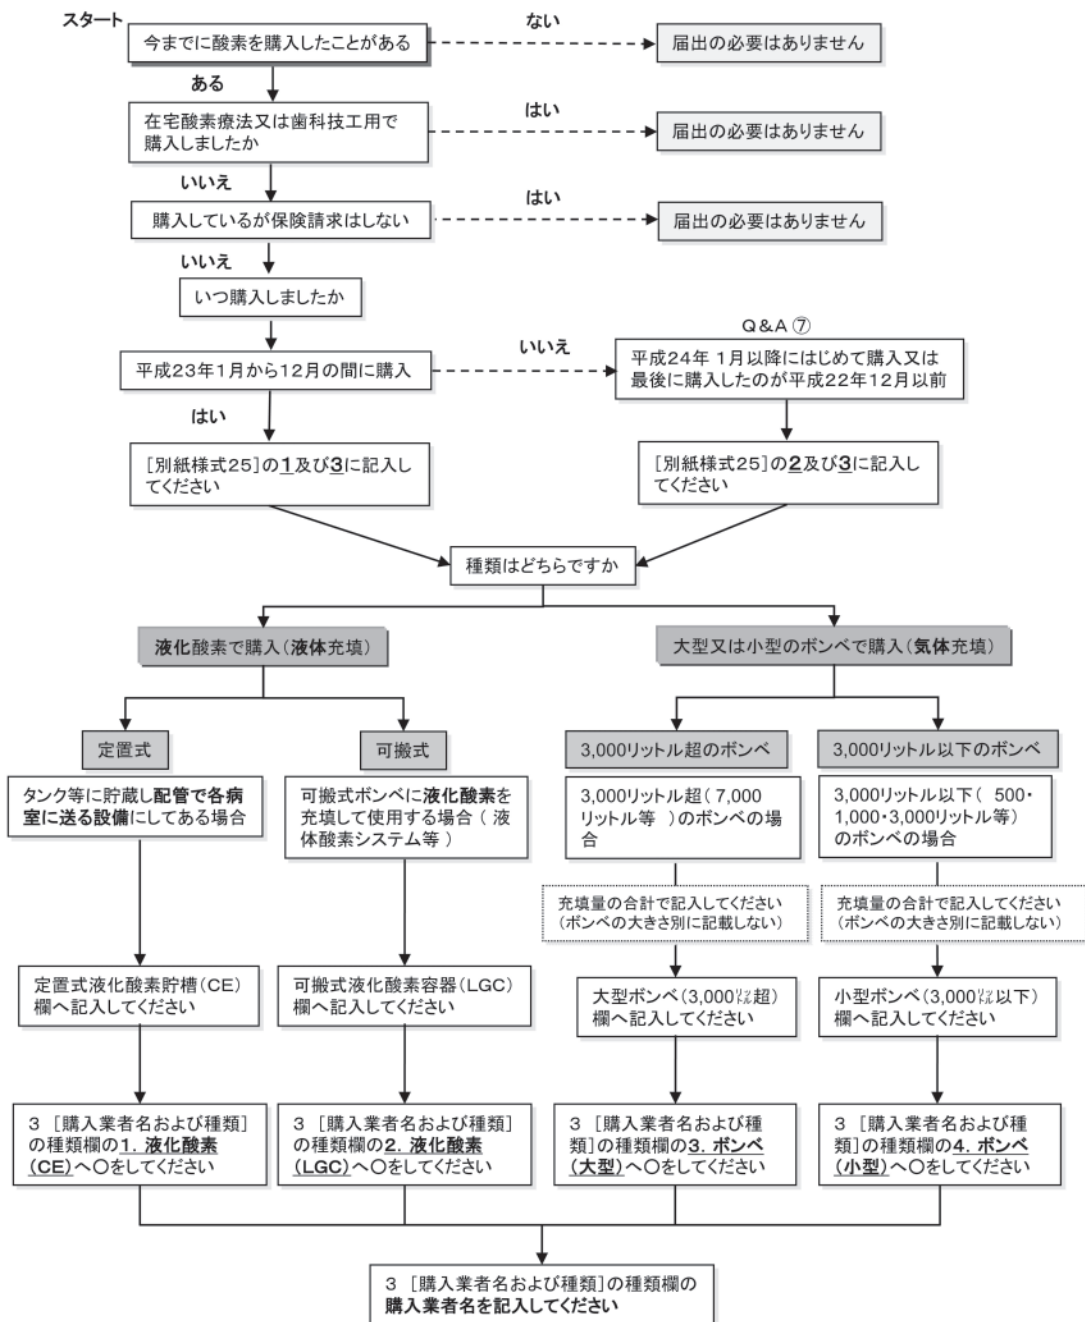 スタート
今までに酸素を購入したことがある
ない
届出の必要はありません
ある
在宅酸素療法又は歯科技工用で
購入しましたか
はい
届出の必要はありません
いいえ
購入しているが保険請求はしない
はい
届出の必要はありません
いいえ
いつ購入しましたか
平成23年1月から12月の間に購入
いいえ
Q&A ⑦
平成24年 1月以降にはじめて購入又は
最後に購入したのが平成22年12月以前
はい
[別紙様式25]の1及び3に記入し
てください
[別紙様式25]の2及び3に記入し
てください
種類はどちらですか
液化酸素で購入(液体充填)
大型又は小型のボンベで購入(気体充填)
定置式
可搬式
3,000リットル超のボンベ
3,000リットル以下のボンベ
タンク等に貯蔵し配管で各病
室に送る設備にしてある場合
可搬式ボンベに液化酸素を
充填して使用する場合( 液
体酸素システム等 )
3,000リットル超( 7,000
リットル等 )のボンベの場
合
3,000リットル以下( 500・
1,000・3,000リットル等)
のボンベの場合
充填量の合計で記入してください
(ボンベの大きさ別に記載しない)
充填量の合計で記入してください
(ボンベの大きさ別に記載しない)
定置式液化酸素貯槽(CE)
欄へ記入してください
可搬式液化酸素容器(LGC)
欄へ記入してください
大型ボンベ(3,000㍑超)
欄へ記入してください
小型ボンベ(3,000㍑以下)
欄へ記入してください
3 [購入業者名および種類]
の種類欄の1. 液化酸素
(CE)へ○をしてください
3 [購入業者名および種類]
の種類欄の2. 液化酸素
(LGC)へ○をしてください
3 [購入業者名および種
類]の種類欄の3. ボンベ
(大型)へ○をしてください
3 [購入業者名および種
類]の種類欄の4. ボンベ
(小型)へ○をしてください
3 [購入業者名および種類]の種類欄の
購入業者名を記入してください